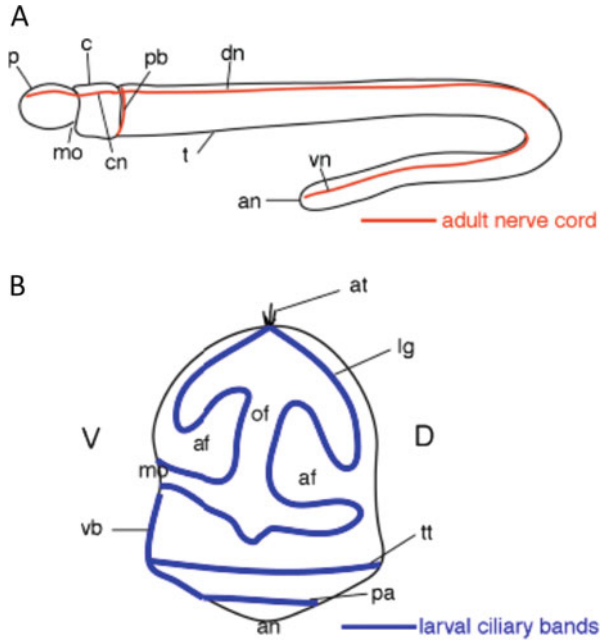 A
p
c
pb
dn
mo
cn
t
vn
an
adult nerve cord
B
at
lg
of
V
af
D
mo
af
vb
tt
pa
an
larval ciliary bands